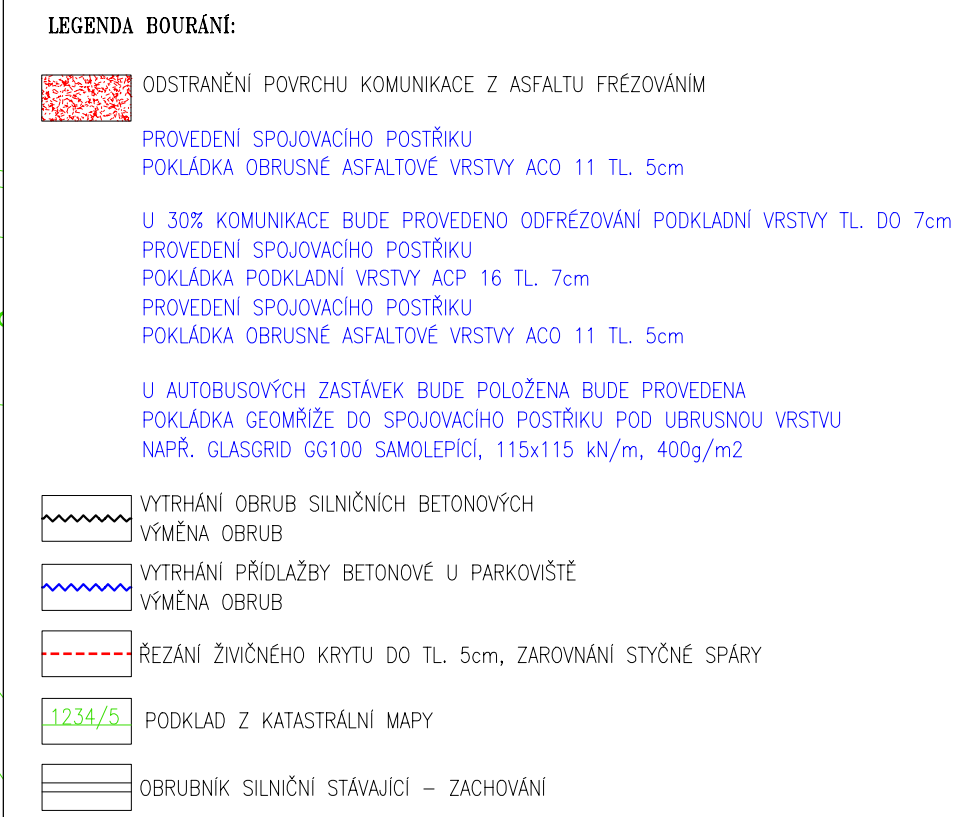 LEGENDA BOURÁNÍ:
ODSTRANĚNÍ POVRCHU KOMUNIKACE Z ASFALTU FRÉZOVÁNÍM
PROVEDENÍ SPOJOVACÍHO POSTŘIKU
POKLÁDKA OBRUSNÉ ASFALTOVÉ VRSTVY ACO 11 TL. 5cm
U 30% KOMUNIKACE BUDE PROVEDENO ODFRÉZOVÁNÍ PODKLADNÍ VRSTVY TL. DO 7cm
PROVEDENÍ SPOJOVACÍHO POSTŘIKU
POKLÁDKA PODKLADNÍ VRSTVY ACP 16 TL. 7cm
PROVEDENÍ SPOJOVACÍHO POSTŘIKU
POKLÁDKA OBRUSNÉ ASFALTOVÉ VRSTVY ACO 11 TL. 5cm
U AUTOBUSOVÝCH ZASTÁVEK BUDE POLOŽENA BUDE PROVEDENA
POKLÁDKA GEOMŘÍŽE DO SPOJOVACÍHO POSTŘIKU POD UBRUSNOU VRSTVU
NAPŘ. GLASGRID GG100 SAMOLEPÍCÍ, 115x115 kN/m, 400g/m2
VYTRHÁNÍ OBRUB SILNIČNÍCH BETONOVÝCH
VÝMĚNA OBRUB
VYTRHÁNÍ PŘÍDLAŽBY BETONOVÉ U PARKOVIŠTĚ
VÝMĚNA OBRUB
ŘEZÁNÍ ŽIVIČNÉHO KRYTU DO TL. 5cm, ZAROVNÁNÍ STYČNÉ SPÁRY
1234/5 PODKLAD Z KATASTRÁLNÍ MAPY
OBRUBNÍK SILNIČNÍ STÁVAJÍCÍ – ZACHOVÁNÍ